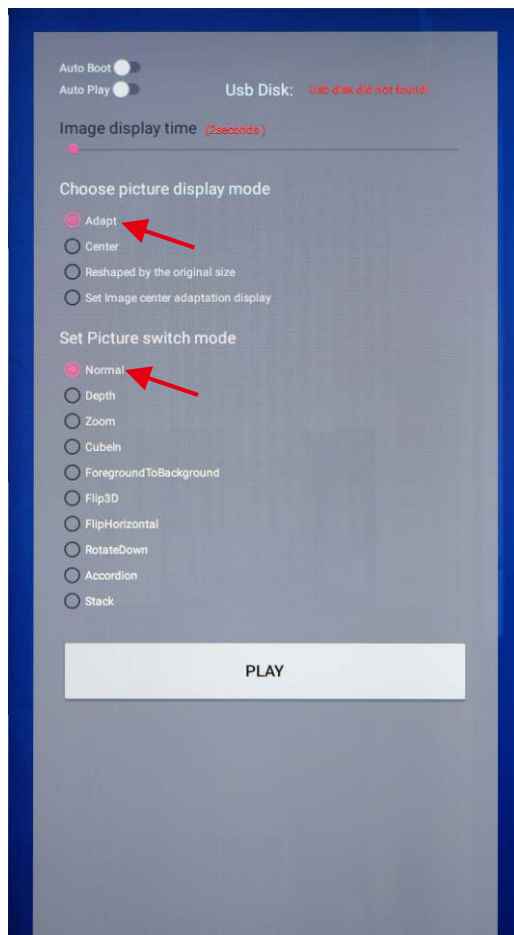 Auto Boot
Auto Play
Usb Disk: Usb disk did not found!
Image display time (2seconds)
Choose picture display mode
Adapt
Center
Reshaped by the original size
Set Image center adaptation display
Set Picture switch mode
Normal
Depth
Zoom
CubeIn
ForegroundToBackground
Flip3D
FlipHorizontal
RotateDown
Accordion
Stack
PLAY